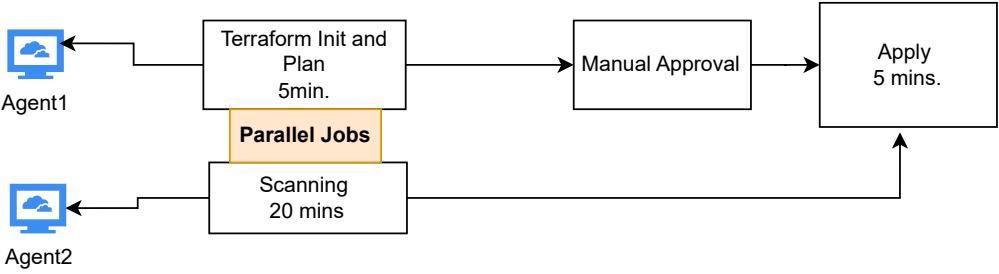 Terraform Init and
Plan
5min.
Manual Approval
Apply
5 mins.
Agent1
Parallel Jobs
Scanning
20 mins
Agent2